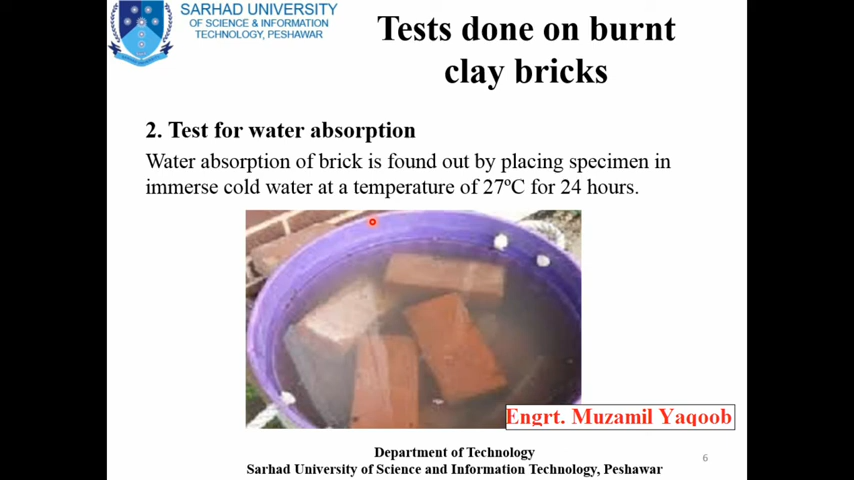 SARHAD UNIVERSITY
OF SCIENCE & INFORMATION
TECHNOLOGY, PESHAWAR
Tests done on burnt
clay bricks
2. Test for water absorption
Water absorption of brick is found out by placing specimen in
immerse cold water at a temperature of 27ºC for 24 hours.
Engrt. Muzamil Yaqoob
Department of Technology
Sarhad University of Science and Information Technology, Peshawar
6